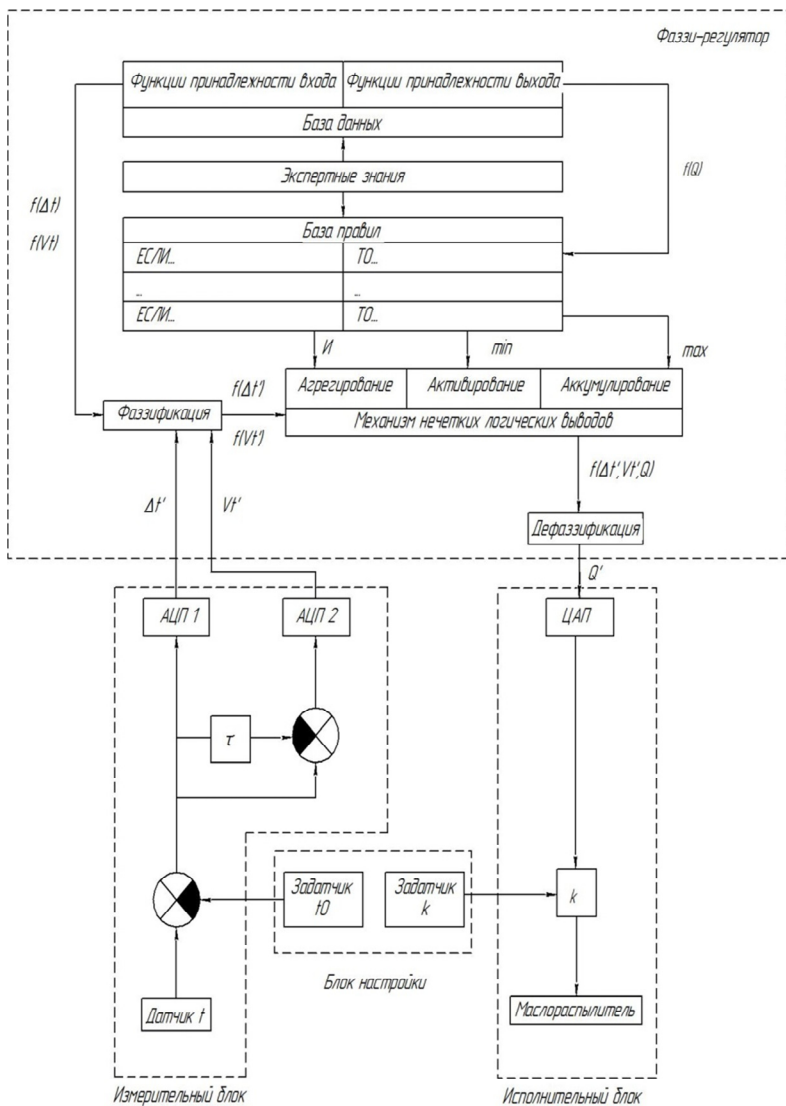 Фаззи-регулятор
Функции принадлежности входа
Функции принадлежности выхода
База данных
Экспертные знания
f(Q)
f(Δt)
f(Vt)
База правил
ЕСЛИ...
ТО...
...
...
ЕСЛИ...
ТО...
И
min
max
Агрегирование
Активирование
Аккумулирование
Механизм нечетких логических выводов
f(Δt')
Фаззификация
f(Vt')
f(Δt',Vt',Q)
Δt'
Vt'
Дефаззификация
Q'
АЦП 1
АЦП 2
ЦАП
τ
Задатчик
t0
Задатчик
k
k
Блок настройки
Датчик t
Маслораспылитель
Измерительный блок
Исполнительный блок